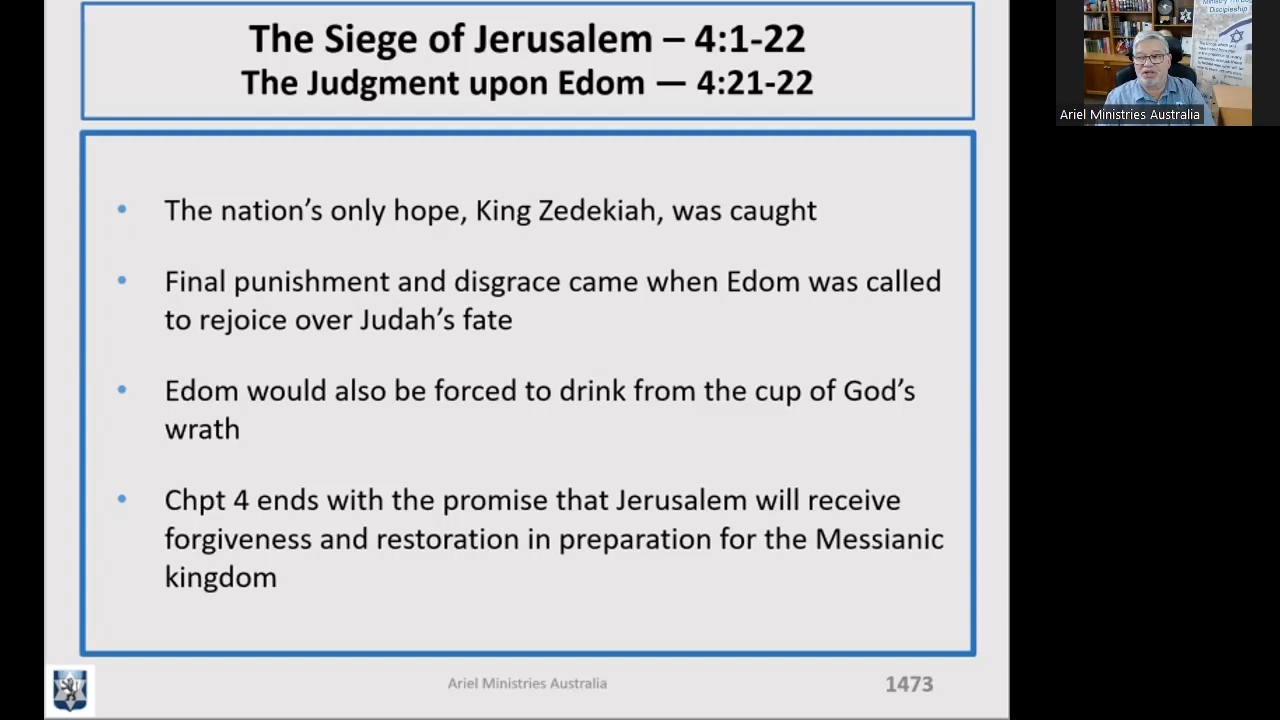 The Siege of Jerusalem – 4:1-22
The Judgment upon Edom — 4:21-22
• The nation’s only hope, King Zedekiah, was caught
• Final punishment and disgrace came when Edom was called
to rejoice over Judah’s fate
• Edom would also be forced to drink from the cup of God’s
wrath
• Chpt 4 ends with the promise that Jerusalem will receive
forgiveness and restoration in preparation for the Messianic
kingdom
Ariel Ministries Australia
1473
Discipleship
Ariel Ministries Australia